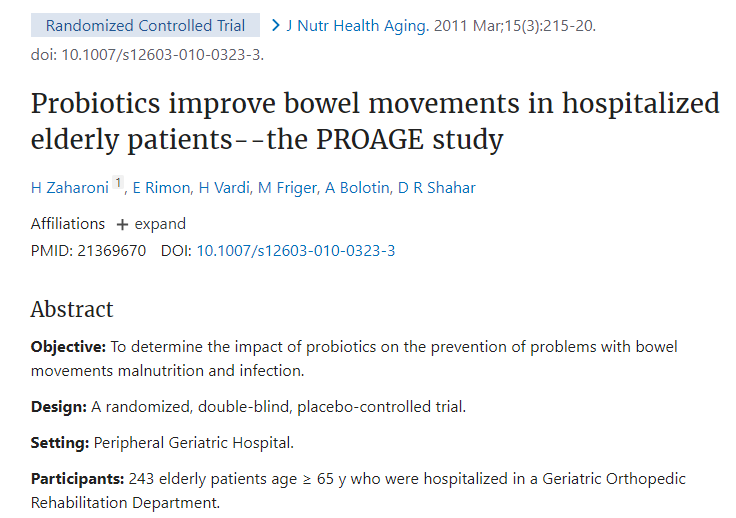 Randomized Controlled Trial > J Nutr Health Aging. 2011 Mar;15(3):215-20.
doi: 10.1007/s12603-010-0323-3.
Probiotics improve bowel movements in hospitalized
elderly patients--the PROAGE study
H Zaharoni 1, E Rimon, H Vardi, M Friger, A Bolotin, D R Shahar
Affiliations + expand
PMID: 21369670 DOI: 10.1007/s12603-010-0323-3
Abstract
Objective: To determine the impact of probiotics on the prevention of problems with bowel
movements malnutrition and infection.
Design: A randomized, double-blind, placebo-controlled trial.
Setting: Peripheral Geriatric Hospital.
Participants: 243 elderly patients age ≥ 65 y who were hospitalized in a Geriatric Orthopedic
Rehabilitation Department.